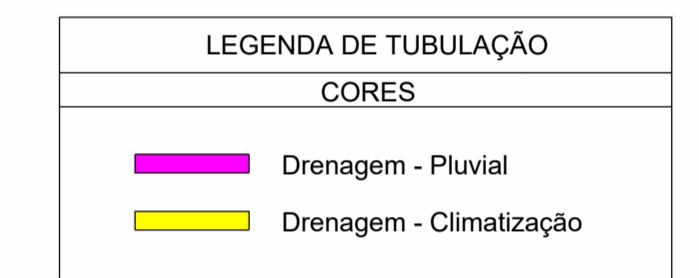 LEGENDA DE TUBULAÇÃO
CORES
Drenagem - Pluvial
Drenagem - Climatização